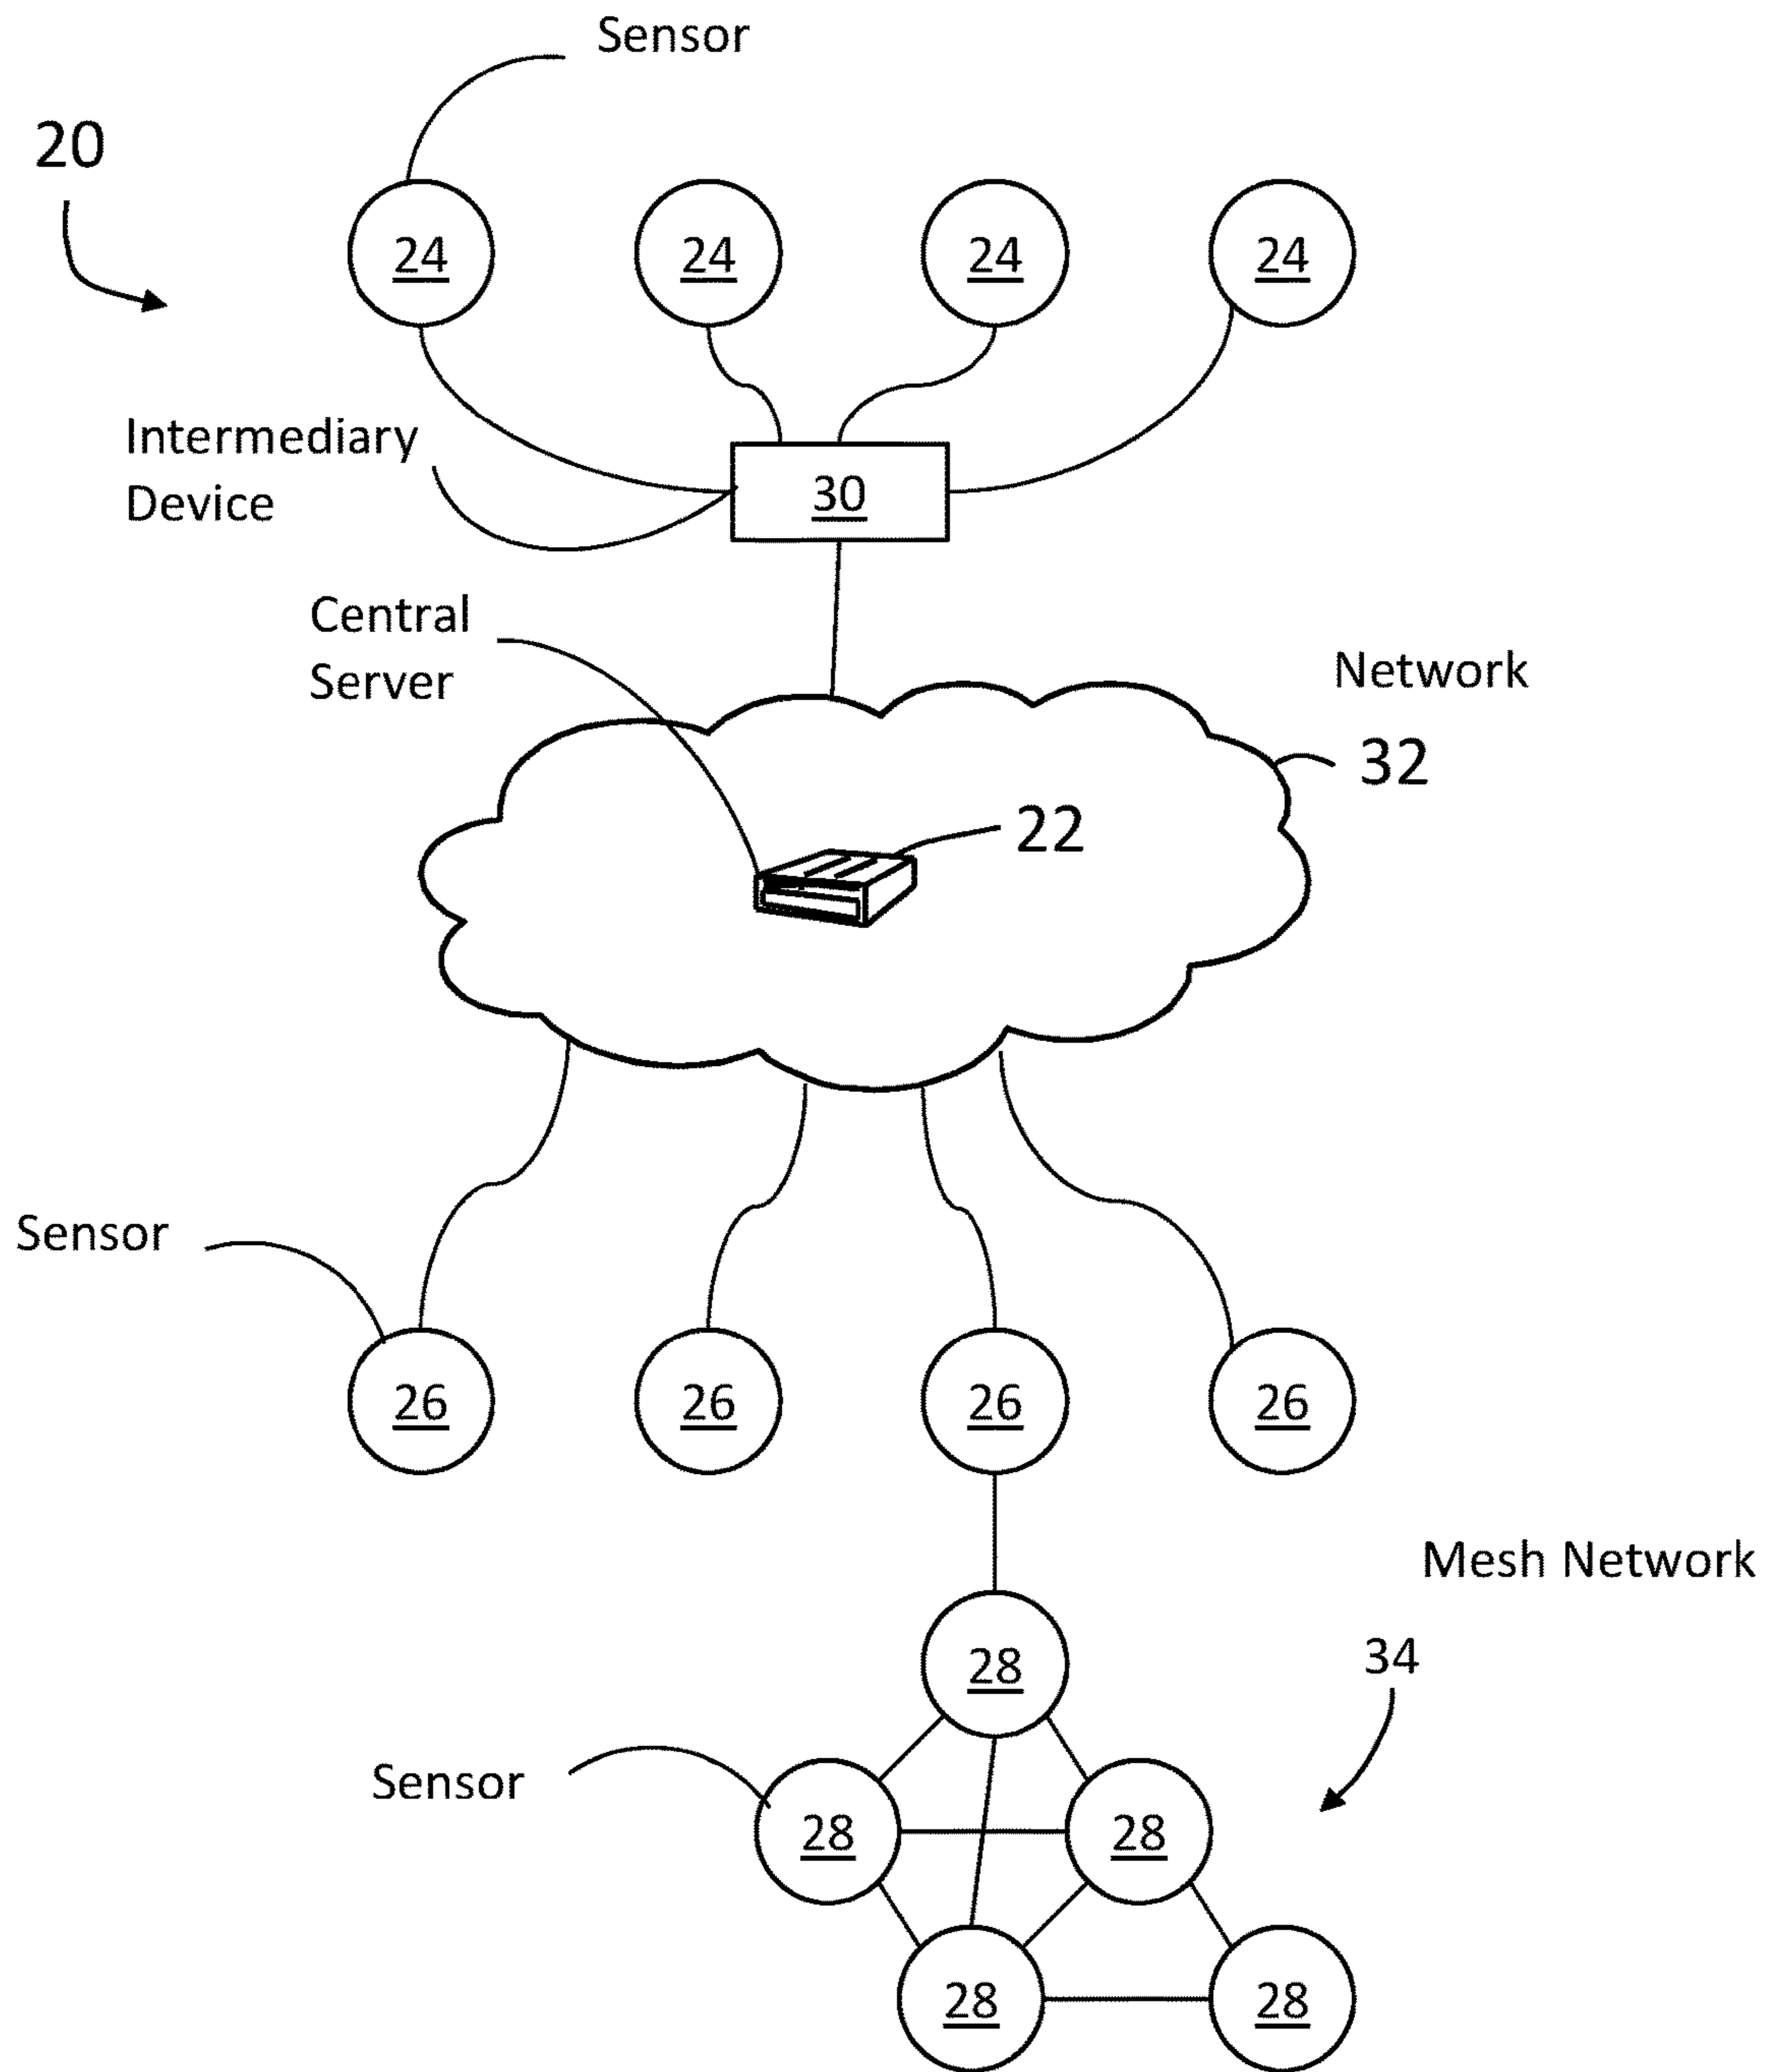 Sensor
20
24
24
24
24
Intermediary
Device
30
Central
Server
Network
32
22
Sensor
26
26
26
26
Mesh Network
28
34
Sensor
28
28
28
28